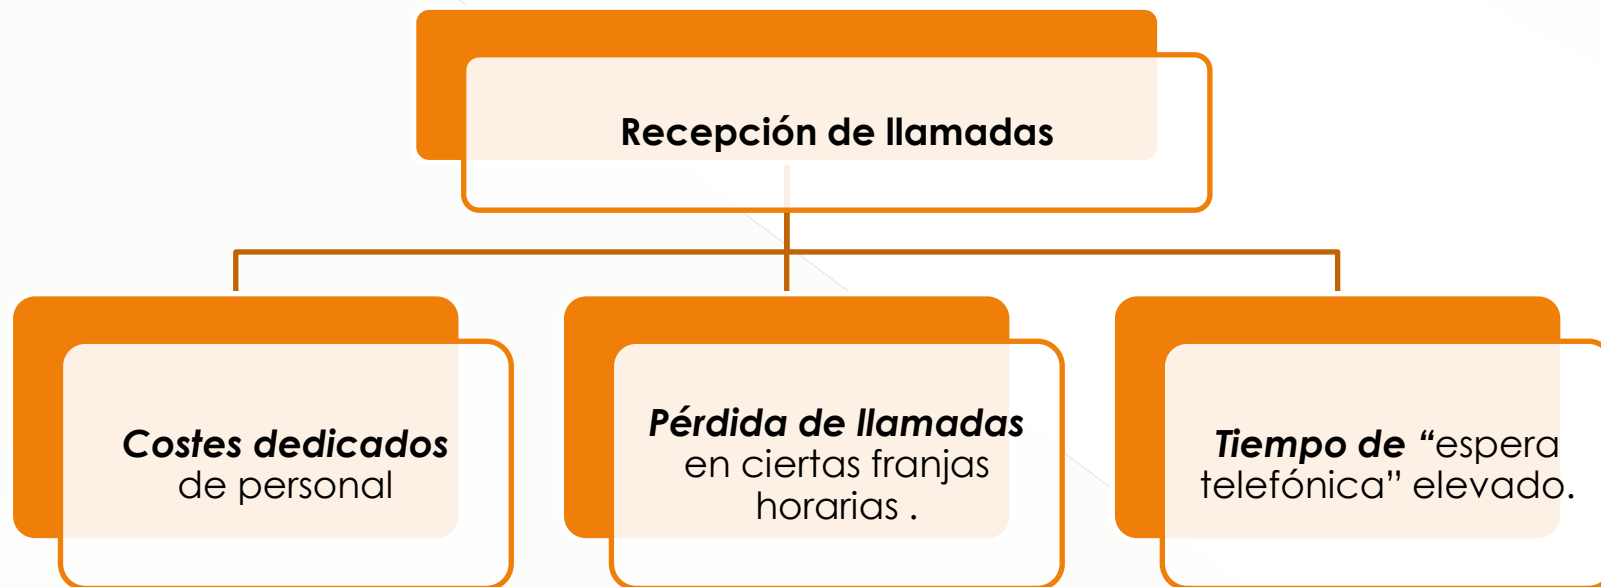 Recepción de llamadas
Costes dedicados
de personal
Pérdida de llamadas
en ciertas franjas
horarias .
Tiempo de “espera
telefónica” elevado.